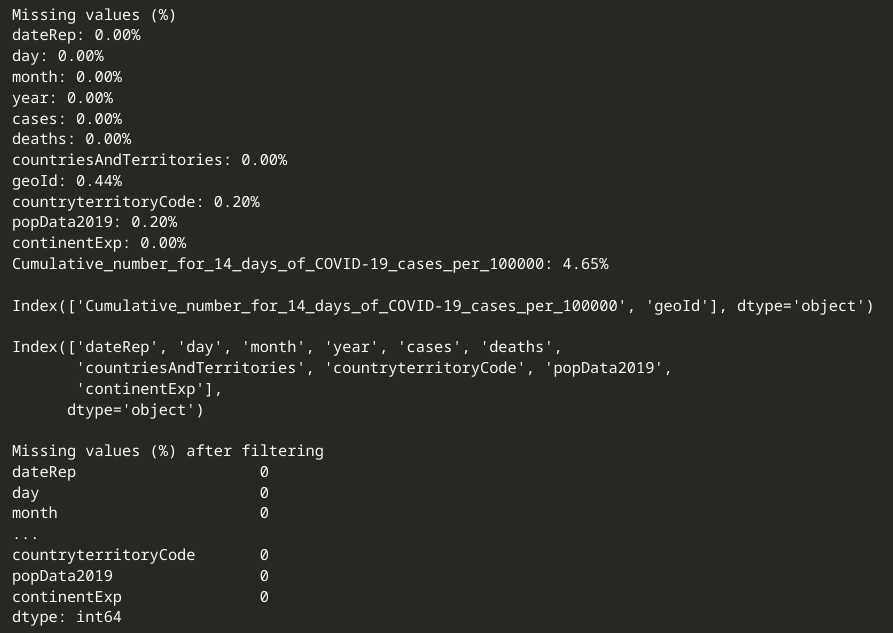 Missing values (%)
dateRep: 0.00%
day: 0.00%
month: 0.00%
year: 0.00%
cases: 0.00%
deaths: 0.00%
countriesAndTerritories: 0.00%
geoId: 0.44%
countryterritoryCode: 0.20%
popData2019: 0.20%
continentExp: 0.00%
Cumulative_number_for_14_days_of_COVID-19_cases_per_100000: 4.65%

Index(['Cumulative_number_for_14_days_of_COVID-19_cases_per_100000', 'geoId'], dtype='object')

Index(['dateRep', 'day', 'month', 'year', 'cases', 'deaths',
       'countriesAndTerritories', 'countryterritoryCode', 'popData2019',
       'continentExp'],
      dtype='object')

Missing values (%) after filtering
dateRep                    0
day                        0
month                      0
...
countryterritoryCode       0
popData2019                0
continentExp               0
dtype: int64